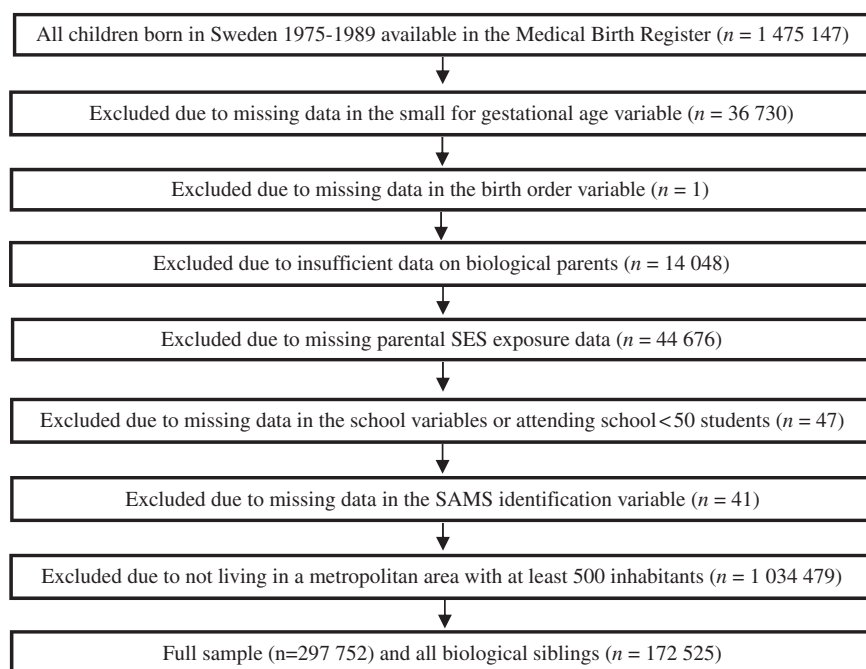 All children born in Sweden 1975-1989 available in the Medical Birth Register (n = 1 475 147)
Excluded due to missing data in the small for gestational age variable (n = 36 730)
Excluded due to missing data in the birth order variable (n = 1)
Excluded due to insufficient data on biological parents (n = 14 048)
Excluded due to missing parental SES exposure data (n = 44 676)
Excluded due to missing data in the school variables or attending school<50 students (n = 47)
Excluded due to missing data in the SAMS identification variable (n = 41)
Excluded due to not living in a metropolitan area with at least 500 inhabitants (n = 1 034 479)
Full sample (n=297 752) and all biological siblings (n = 172 525)